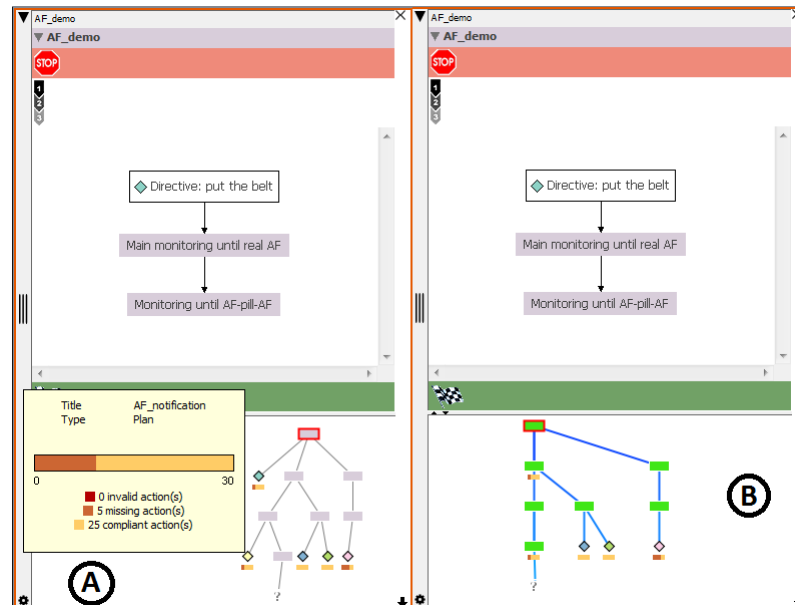 AF_demo
AF_demo
STOP
1
2
3
Directive: put the belt
Main monitoring until real AF
Monitoring until AF-pill-AF
Title AF_notification
Type Plan
0 30
0 invalid action(s)
5 missing action(s)
25 compliant action(s)
?
A
AF_demo
AF_demo
STOP
1
2
3
Directive: put the belt
Main monitoring until real AF
Monitoring until AF-pill-AF
B
?